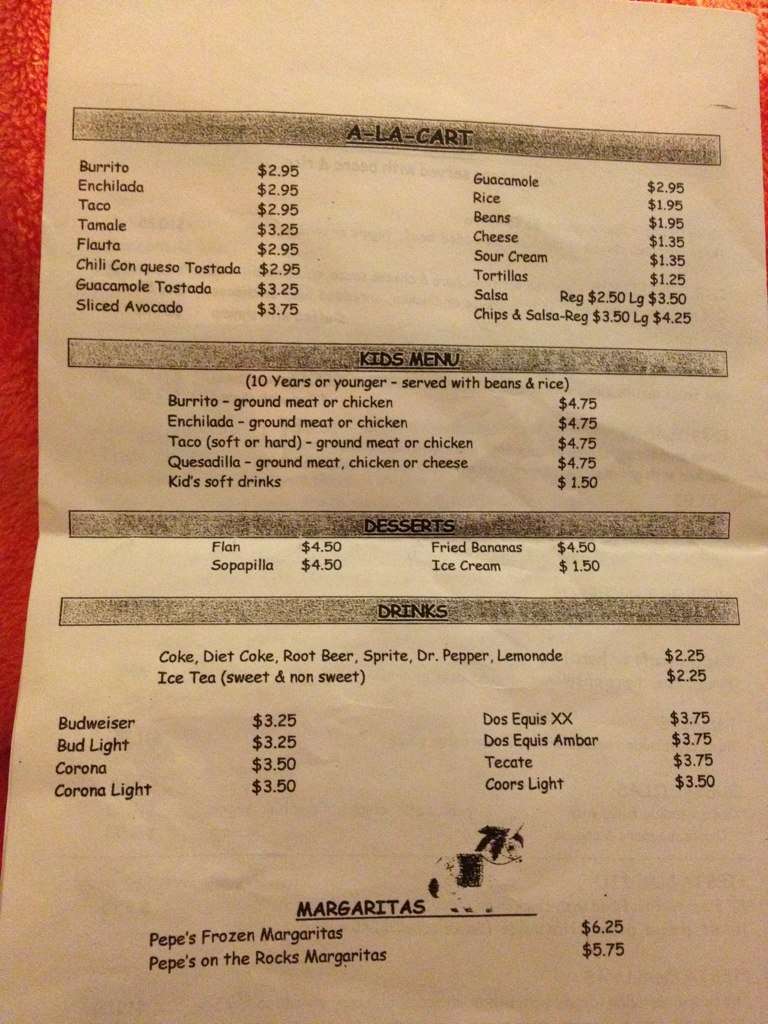 A-LA-CART
Burrito $2.95
Enchilada $2.95
Taco $2.95
Tamale $3.25
Flauta $2.95
Chili Con queso Tostada $2.95
Guacamole Tostada $3.25
Sliced Avocado $3.75
Guacamole $2.95
Rice $1.95
Beans $1.95
Cheese $1.35
Sour Cream $1.35
Tortillas $1.25
Salsa Reg $2.50 Lg $3.50
Chips & Salsa-Reg $3.50 Lg $4.25
KIDS MENU
(10 Years or younger - served with beans & rice)
Burrito - ground meat or chicken $4.75
Enchilada - ground meat or chicken $4.75
Taco (soft or hard) - ground meat or chicken $4.75
Quesadilla - ground meat, chicken or cheese $4.75
Kid's soft drinks $ 1.50
DESSERTS
Flan $4.50 Fried Bananas $4.50
Sopapilla $4.50 Ice Cream $ 1.50
DRINKS
Coke, Diet Coke, Root Beer, Sprite, Dr. Pepper, Lemonade $2.25
Ice Tea (sweet & non sweet) $2.25
Budweiser $3.25
Bud Light $3.25
Corona $3.50
Corona Light $3.50
Dos Equis XX $3.75
Dos Equis Ambar $3.75
Tecate $3.75
Coors Light $3.50
MARGARITAS
Pepe's Frozen Margaritas $6.25
Pepe's on the Rocks Margaritas $5.75